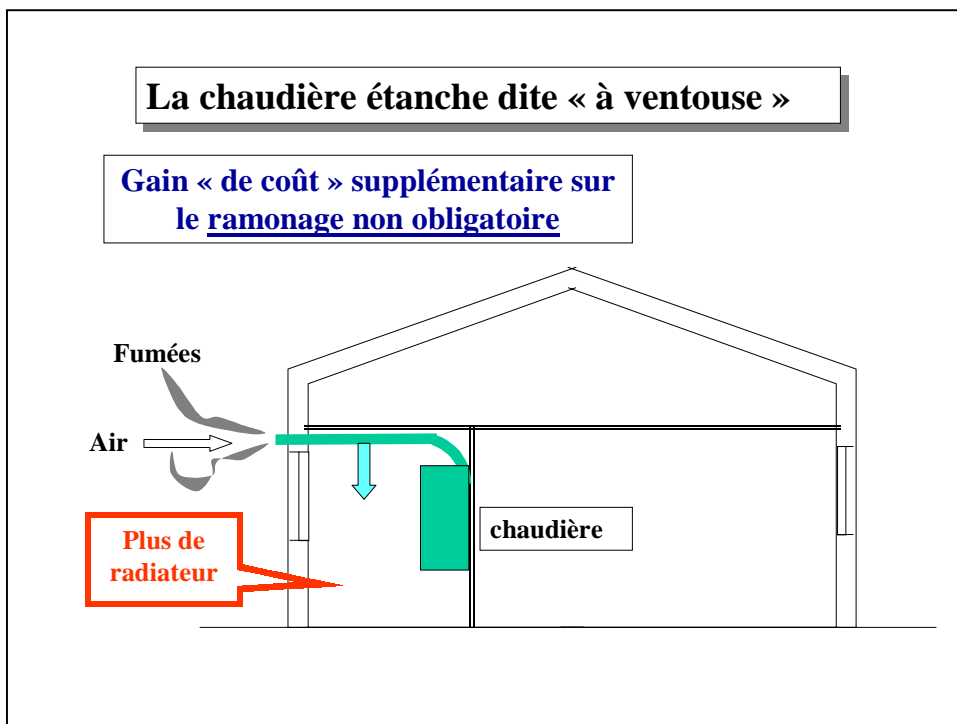 La chaudière étanche dite « à ventouse »
Gain « de coût » supplémentaire sur
le ramonage non obligatoire
Fumées
Air
Plus de
radiateur
chaudière